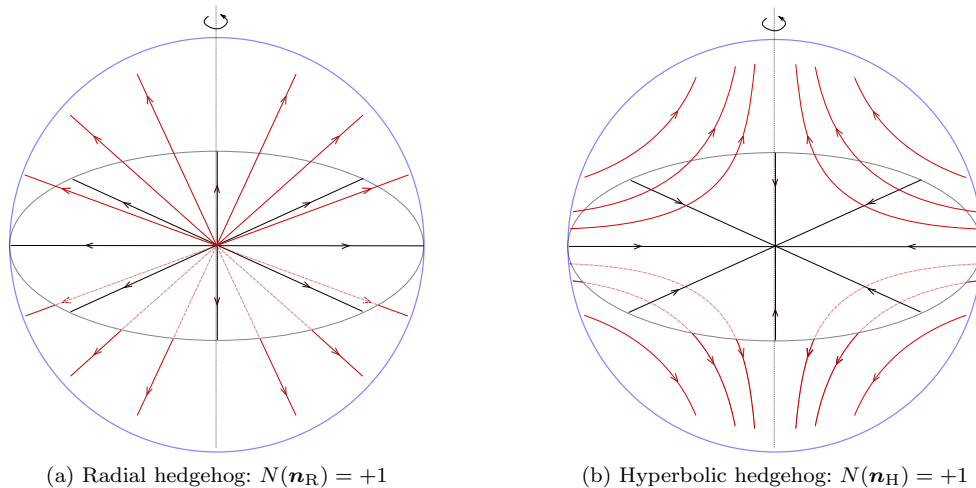 (a) Radial hedgehog: N(n_R) = +1
(b) Hyperbolic hedgehog: N(n_H) = +1